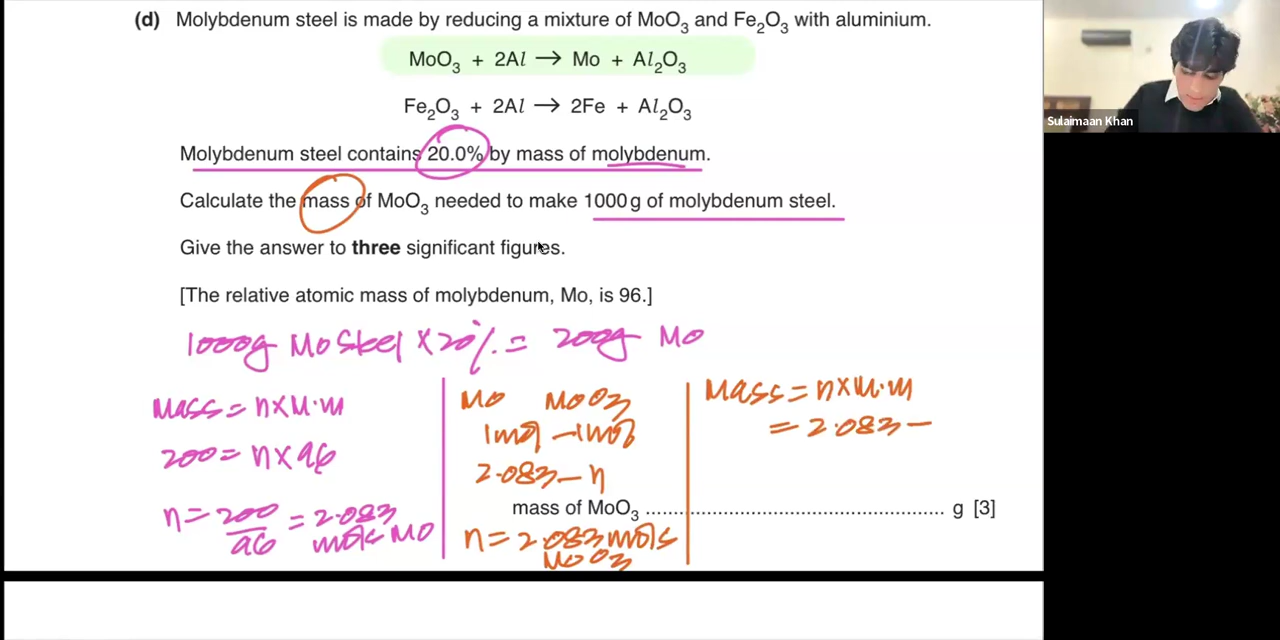 (d) Molybdenum steel is made by reducing a mixture of MoO₃ and Fe₂O₃ with aluminium.
MoO₃ + 2Al → Mo + Al₂O₃
Fe₂O₃ + 2Al → 2Fe + Al₂O₃
Molybdenum steel contains 20.0% by mass of molybdenum.
Calculate the mass of MoO₃ needed to make 1000 g of molybdenum steel.
Give the answer to three significant figures.
[The relative atomic mass of molybdenum, Mo, is 96.]
1000g Mo Steel × 20% = 200g Mo
Mass = n × M·M
200 = n × 96
n = 200/96 = 2.083
mols Mo
Mo MoO₃
1mol – 1mol
2.083 – n
mass of MoO₃ ........................................................ g [3]
n = 2.083 mols
MoO₃
Mass = n × M·M
= 2.083 –
Sulaimaan Khan